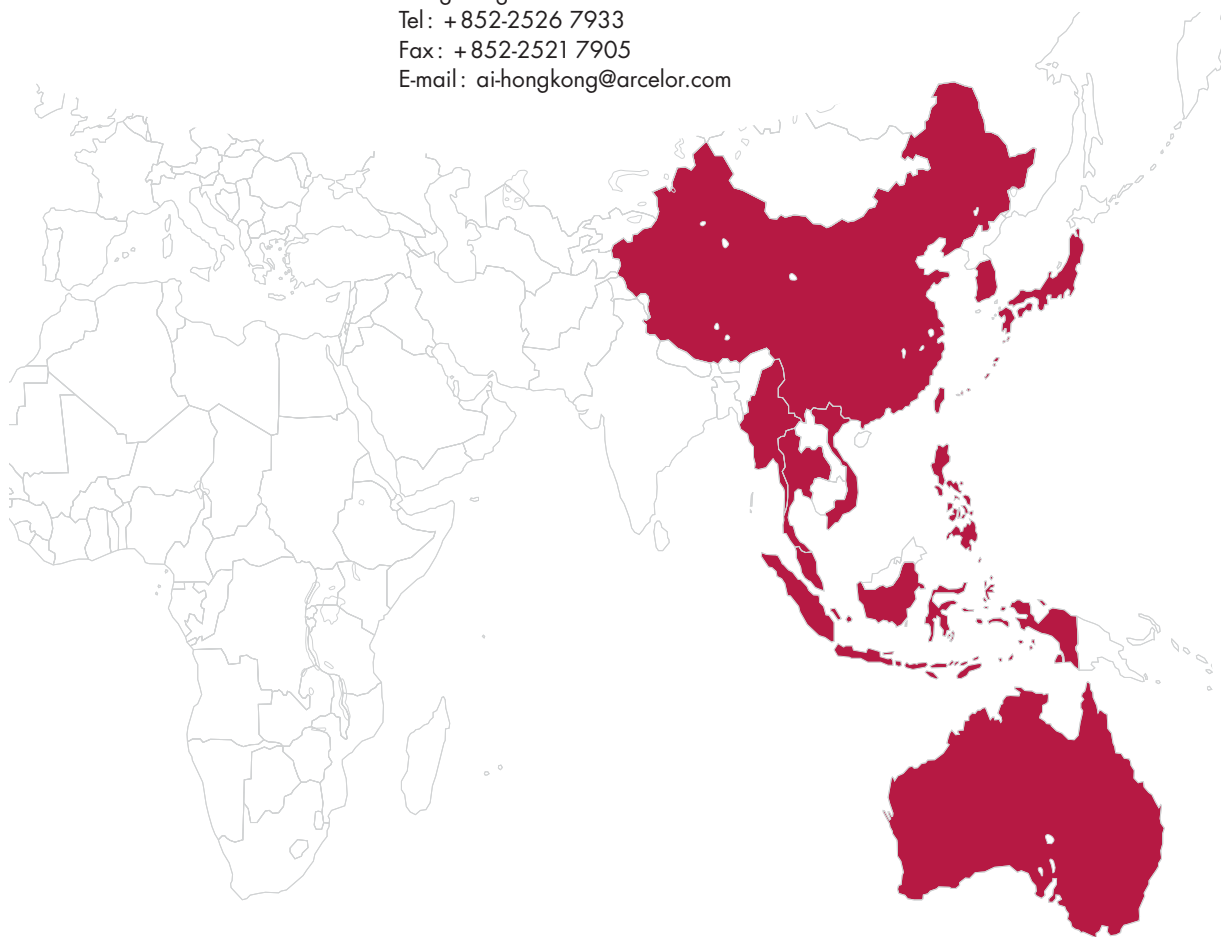 Tel : +852-2526 7933
Fax : +852-2521 7905
E-mail : ai-hongkong@arcelor.com